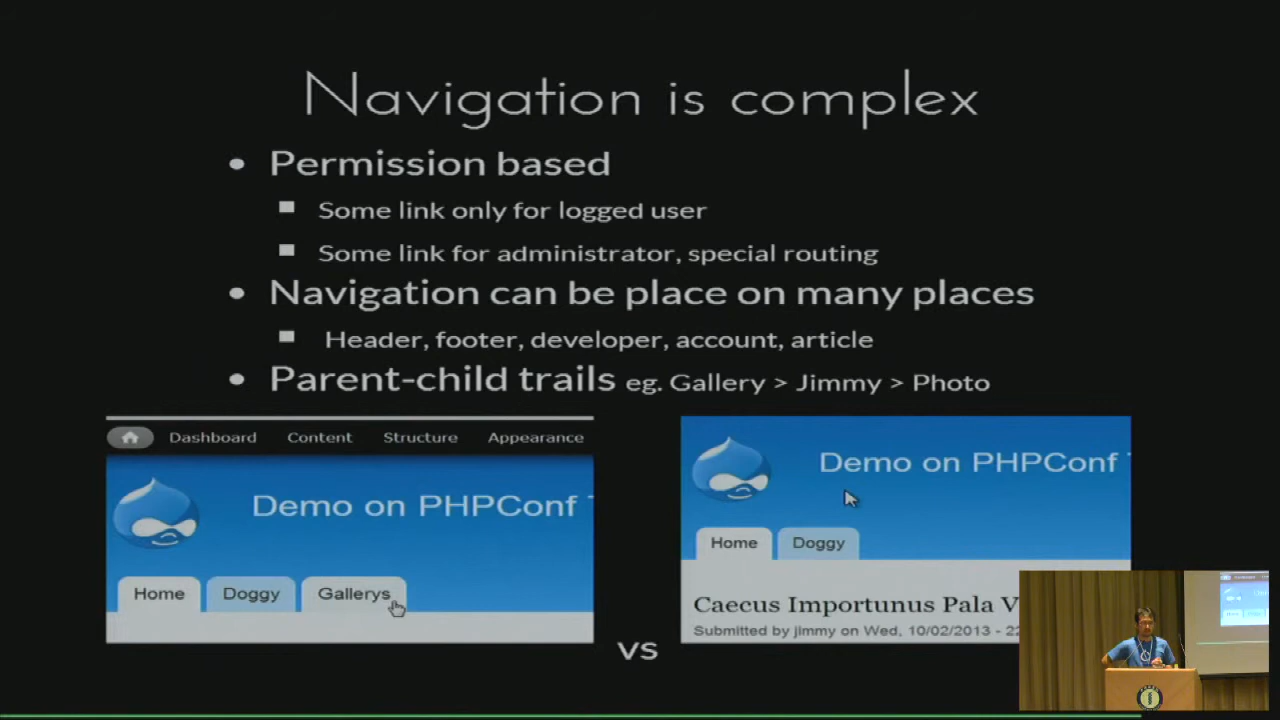 Navigation is complex
Permission based
Some link only for logged user
Some link for administrator, special routing
Navigation can be place on many places
Header, footer, developer, account, article
Parent-child trails eg. Gallery > Jimmy > Photo
Dashboard Content Structure Appearance
Demo on PHPConf
Home Doggy Gallerys
vs
Demo on PHPConf
Home Doggy
Caecus Importunus Pala V
Submitted by jimmy on Wed, 10/02/2013 - 22